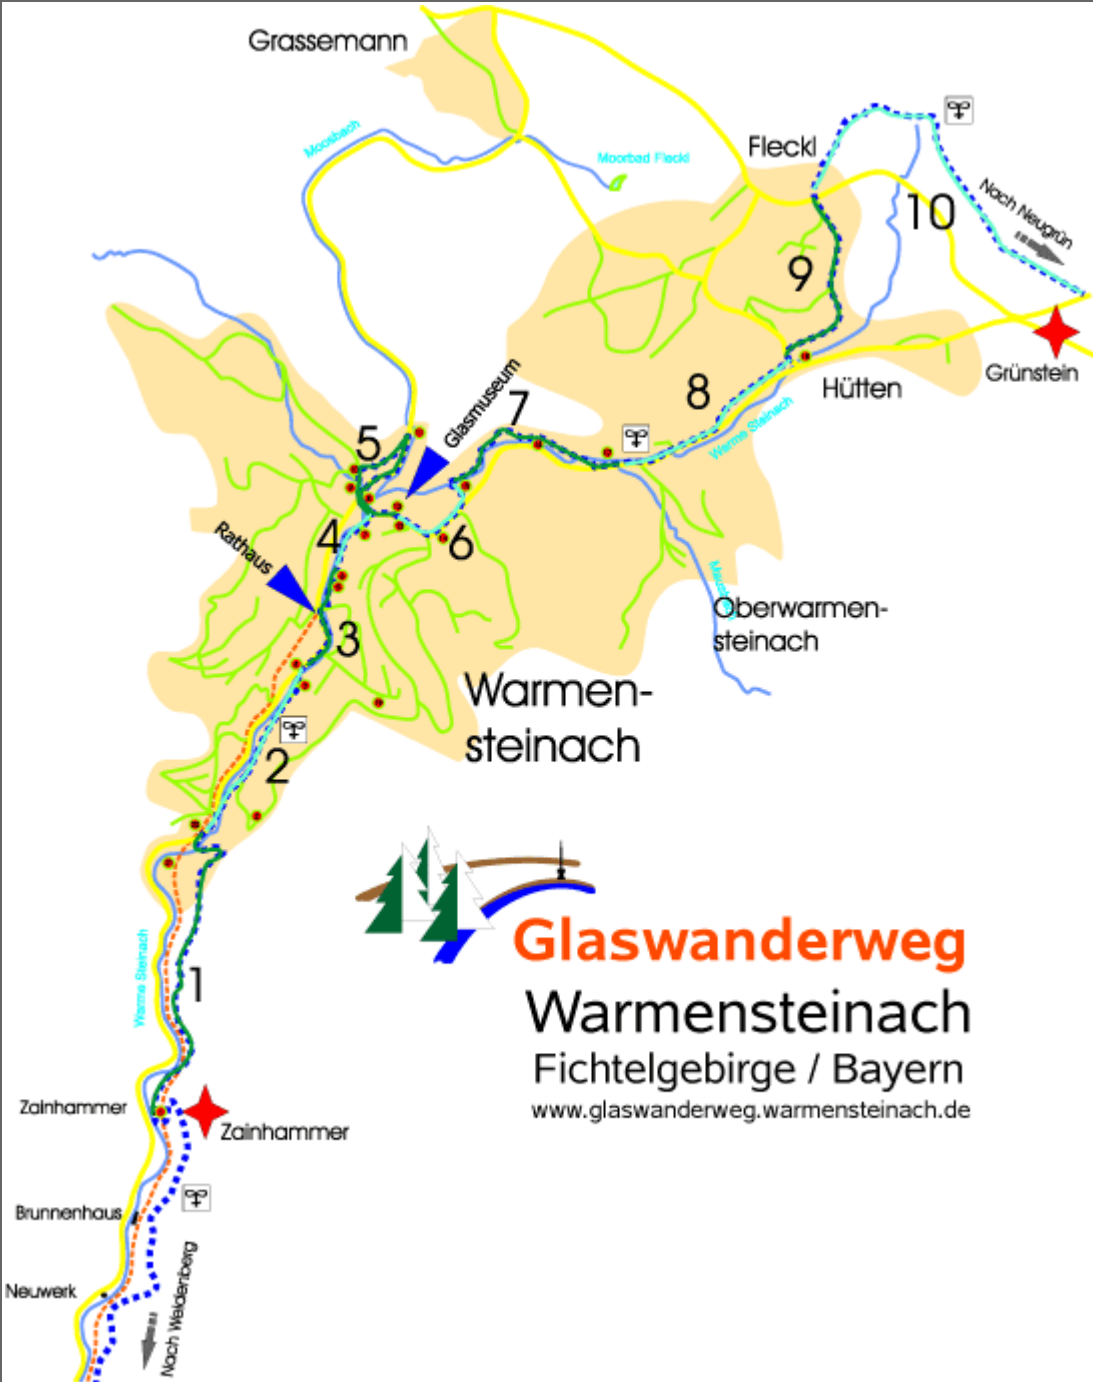 Grassemann
Moosbach
Moorbad Fleckl
Fleckl
10
Nach Neugrün
9
Grünstein
Hütten
8
Warme Steinach
7
Glasmuseum
5
4
6
Rathaus
3
Oberwarmen-
steinach
Warmen-
steinach
2
Glaswanderweg
Warmensteinach
Fichtelgebirge / Bayern
www.glaswanderweg.warmensteinach.de
Warme Steinach
1
Zainhammer
Zainhammer
Brunnenhaus
Neuwerk
Nach Weidenberg